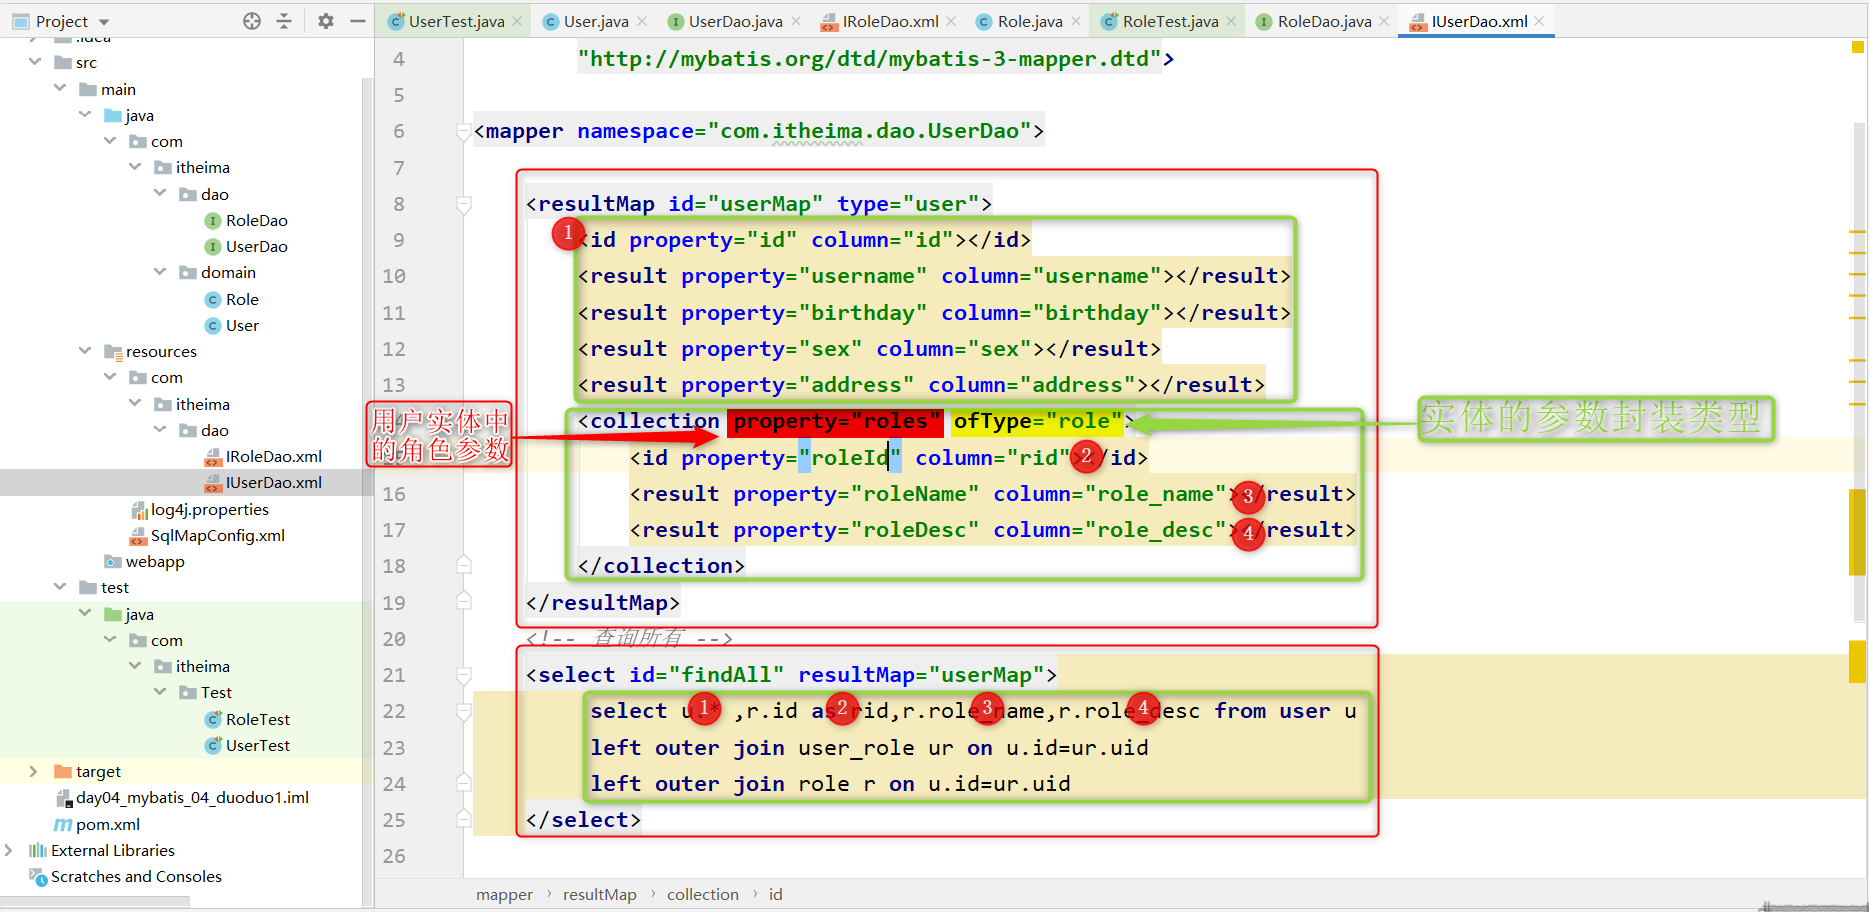 Project
UserTest.java
User.java
UserDao.java
IRoleDao.xml
Role.java
RoleTest.java
RoleDao.java
IUserDao.xml
.idea
src
main
java
com
itheima
dao
RoleDao
UserDao
domain
Role
User
resources
com
itheima
dao
IRoleDao.xml
IUserDao.xml
log4j.properties
SqlMapConfig.xml
webapp
test
java
com
itheima
Test
RoleTest
UserTest
target
day04_mybatis_04_duoduo1.iml
pom.xml
External Libraries
Scratches and Consoles
4 "http://mybatis.org/dtd/mybatis-3-mapper.dtd">
5
6 <mapper namespace="com.itheima.dao.UserDao">
7
8 <resultMap id="userMap" type="user">
9 1 <id property="id" column="id"></id>
10 <result property="username" column="username"></result>
11 <result property="birthday" column="birthday"></result>
12 <result property="sex" column="sex"></result>
13 <result property="address" column="address"></result>
<collection property="roles" ofType="role">
用户实体中
的角色参数
实体的参数封装类型
<id property="roleId" column="rid"> 2 /id>
16 <result property="roleName" column="role_name"> 3 /result>
17 <result property="roleDesc" column="role_desc"> 4 /result>
18 </collection>
19 </resultMap>
20 <!-- 查询所有 -->
21 <select id="findAll" resultMap="userMap">
22 select u.* ,r.id as rid,r.role_name,r.role_desc from user u
1 2 3 4
23 left outer join user_role ur on u.id=ur.uid
24 left outer join role r on u.id=ur.uid
25 </select>
26
mapper › resultMap › collection › id